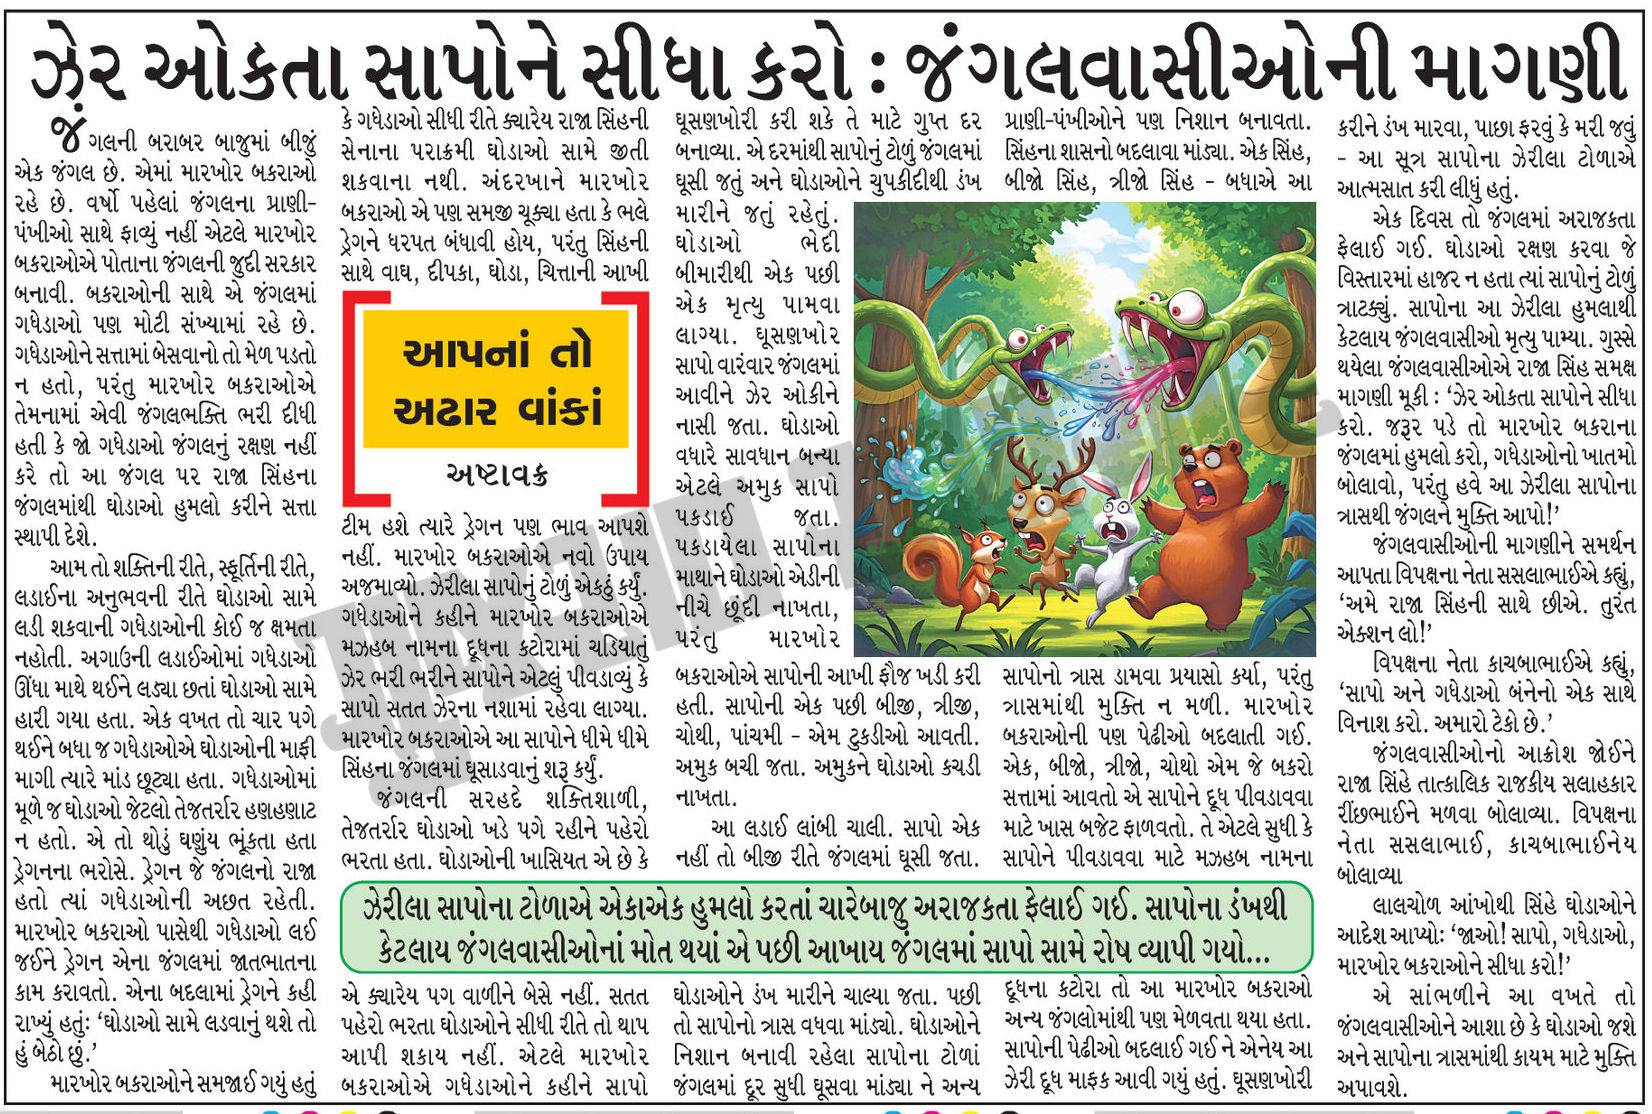 ઝેર ઓકતા સાપોને સીધા કરો : જંગલવાસીઓની માગણી
જંગલની બરાબર બાજુમાં બીજું
એક જંગલ છે. એમાં મારખોર બકરાઓ
રહે છે. વર્ષો પહેલાં જંગલના પ્રાણી-
પંખીઓ સાથે ફાવ્યું નહીં એટલે મારખોર
બકરાઓએ પોતાના જંગલની જુદી સરકાર
બનાવી. બકરાઓની સાથે એ જંગલમાં
ગધેડાઓ પણ મોટી સંખ્યામાં રહે છે.
ગધેડાઓને સત્તામાં બેસવાનો તો મેળ પડતો
ન હતો, પરંતુ મારખોર બકરાઓએ
તેમનામાં એવી જંગલભક્તિ ભરી દીધી
હતી કે જો ગધેડાઓ જંગલનું રક્ષણ નહીં
કરે તો આ જંગલ પર રાજા સિંહના
જંગલમાંથી ઘોડાઓ હુમલો કરીને સત્તા
સ્થાપી દેશે.
આમ તો શક્તિની રીતે, સ્ફૂર્તિની રીતે,
લડાઈના અનુભવની રીતે ઘોડાઓ સામે
લડી શકવાની ગધેડાઓની કોઈ જ ક્ષમતા
નહોતી. અગાઉની લડાઈઓમાં ગધેડાઓ
ઊંધા માથે થઈને લડ્યા છતાં ઘોડાઓ સામે
હારી ગયા હતા. એક વખત તો ચાર પગે
થઈને બધા જ ગધેડાઓએ ઘોડાઓની માફી
માગી ત્યારે માંડ છૂટ્યા હતા. ગધેડાઓમાં
મૂળે જ ઘોડાઓ જેટલો તેજતર્રાર હણહણાટ
ન હતો. એ તો થોડું ઘણુંય ભૂંકતા હતા
ડ્રેગનના ભરોસે. ડ્રેગન જે જંગલનો રાજા
હતો ત્યાં ગધેડાઓની અછત રહેતી.
મારખોર બકરાઓ પાસેથી ગધેડાઓ લઈ
જઈને ડ્રેગન એના જંગલમાં જાતભાતના
કામ કરાવતો. એના બદલામાં ડ્રેગને કહી
રાખ્યું હતુંઃ ‘ઘોડાઓ સામે લડવાનું થશે તો
હું બેઠો છું.’
મારખોર બકરાઓને સમજાઈ ગયું હતું
કે ગધેડાઓ સીધી રીતે ક્યારેય રાજા સિંહની
સેનાના પરાક્રમી ઘોડાઓ સામે જીતી
શકવાના નથી. અંદરખાને મારખોર
બકરાઓ એ પણ સમજી ચૂક્યા હતા કે ભલે
ડ્રેગને ધરપત બંધાવી હોય, પરંતુ સિંહની
સાથે વાઘ, દીપકા, ઘોડા, ચિત્તાની આખી
આપનાં તો
અઢાર વાંકાં
અષ્ટાવક્ર
ટીમ હશે ત્યારે ડ્રેગન પણ ભાવ આપશે
નહીં. મારખોર બકરાઓએ નવો ઉપાય
અજમાવ્યો. ઝેરીલા સાપોનું ટોળું એકઠું કર્યું.
ગધેડાઓને કહીને મારખોર બકરાઓએ
મઝહબ નામના દૂધના કટોરામાં ચડિયાતું
ઝેર ભરી ભરીને સાપોને એટલું પીવડાવ્યું કે
સાપો સતત ઝેરના નશામાં રહેવા લાગ્યા.
મારખોર બકરાઓએ આ સાપોને ધીમે ધીમે
સિંહના જંગલમાં ઘુસાડવાનું શરૂ કર્યું.
જંગલની સરહદે શક્તિશાળી,
તેજતર્રાર ઘોડાઓ ખડે પગે રહીને પહેરો
ભરતા હતા. ઘોડાઓની ખાસિયત એ છે કે
એ ક્યારેય પગ વાળીને બેસે નહીં. સતત
પહેરો ભરતા ઘોડાઓને સીધી રીતે તો થાપ
આપી શકાય નહીં. એટલે મારખોર
બકરાઓએ ગધેડાઓને કહીને સાપો
ઘૂસણખોરી કરી શકે તે માટે ગુપ્ત દર
બનાવ્યા. એ દરમાંથી સાપોનું ટોળું જંગલમાં
ઘૂસી જતું અને ઘોડાઓને ચુપકીદીથી ડંખ
મારીને જતું રહેતું.
ઘોડાઓ ભેદી
બીમારીથી એક પછી
એક મૃત્યુ પામવા
લાગ્યા. ઘૂસણખોર
સાપો વારંવાર જંગલમાં
આવીને ઝેર ઓકીને
નાસી જતા. ઘોડાઓ
વધારે સાવધાન બન્યા
એટલે અમુક સાપો
પકડાઈ જતા.
પકડાયેલા સાપોના
માથાને ઘોડાઓ એડીની
નીચે છૂંદી નાખતા,
પરંતુ મારખોર
બકરાઓએ સાપોની આખી ફૌજ ખડી કરી
હતી. સાપોની એક પછી બીજી, ત્રીજી,
ચોથી, પાંચમી – એમ ટુકડીઓ આવતી.
અમુક બચી જતા. અમુકને ઘોડાઓ કચડી
નાખતા.
આ લડાઈ લાંબી ચાલી. સાપો એક
નહીં તો બીજી રીતે જંગલમાં ઘૂસી જતા.
ઘોડાઓને ડંખ મારીને ચાલ્યા જતા. પછી
તો સાપોનો ત્રાસ વધવા માંડ્યો. ઘોડાઓને
નિશાન બનાવી રહેલા સાપોના ટોળાં
જંગલમાં દૂર સુધી ઘૂસવા માંડ્યા ને અન્ય
પ્રાણી-પંખીઓને પણ નિશાન બનાવતા.
સિંહના શાસનો બદલાવા માંડ્યા. એક સિંહ,
બીજો સિંહ, ત્રીજો સિંહ – બધાએ આ
સાપોનો ત્રાસ ડામવા પ્રયાસો કર્યા, પરંતુ
ત્રાસમાંથી મુક્તિ ન મળી. મારખોર
બકરાઓની પણ પેઢીઓ બદલાતી ગઈ.
એક, બીજો, ત્રીજો, ચોથો એમ જે બકરો
સત્તામાં આવતો એ સાપોને દૂધ પીવડાવવા
માટે ખાસ બજેટ ફાળવતો. તે એટલે સુધી કે
સાપોને પીવડાવવા માટે મઝહબ નામના
ઝેરીલા સાપોના ટોળાએ એકાએક હુમલો કરતાં ચારેબાજુ અરાજકતા ફેલાઈ ગઈ. સાપોના ડંખથી
કેટલાય જંગલવાસીઓનાં મોત થયાં એ પછી આખાય જંગલમાં સાપો સામે રોષ વ્યાપી ગયો...
દૂધના કટોરા તો આ મારખોર બકરાઓ
અન્ય જંગલોમાંથી પણ મેળવતા થયા હતા.
સાપોની પેઢીઓ બદલાઈ ગઈ ને એનેય આ
ઝેરી દૂધ માફક આવી ગયું હતું. ઘૂસણખોરી
કરીને ડંખ મારવા, પાછા ફરવું કે મરી જવું
– આ સૂત્ર સાપોના ઝેરીલા ટોળાએ
આત્મસાત કરી લીધું હતું.
એક દિવસ તો જંગલમાં અરાજકતા
ફેલાઈ ગઈ. ઘોડાઓ રક્ષણ કરવા જે
વિસ્તારમાં હાજર ન હતા ત્યાં સાપોનું ટોળું
ત્રાટક્યું. સાપોના આ ઝેરીલા હુમલાથી
કેટલાય જંગલવાસીઓ મૃત્યુ પામ્યા. ગુસ્સે
થયેલા જંગલવાસીઓએ રાજા સિંહ સમક્ષ
માગણી મૂકી : ‘ઝેર ઓકતા સાપોને સીધા
કરો. જરૂર પડે તો મારખોર બકરાના
જંગલમાં હુમલો કરો, ગધેડાઓનો ખાતમો
બોલાવો, પરંતુ હવે આ ઝેરીલા સાપોના
ત્રાસથી જંગલને મુક્તિ આપો!’
જંગલવાસીઓની માગણીને સમર્થન
આપતા વિપક્ષના નેતા સસલાભાઈએ કહ્યું,
‘અમે રાજા સિંહની સાથે છીએ. તુરંત
એક્શન લો!’
વિપક્ષના નેતા કાચબાભાઈએ કહ્યું,
‘સાપો અને ગધેડાઓ બંનેનો એક સાથે
વિનાશ કરો. અમારો ટેકો છે.’
જંગલવાસીઓનો આક્રોશ જોઈને
રાજા સિંહે તાત્કાલિક રાજકીય સલાહકાર
રીંછભાઈને મળવા બોલાવ્યા. વિપક્ષના
નેતા સસલાભાઈ, કાચબાભાઈનેય
બોલાવ્યા
લાલચોળ આંખોથી સિંહે ઘોડાઓને
આદેશ આપ્યોઃ ‘જાઓ! સાપો, ગધેડાઓ,
મારખોર બકરાઓને સીધા કરો!’
એ સાંભળીને આ વખતે તો
જંગલવાસીઓને આશા છે કે ઘોડાઓ જશે
અને સાપોના ત્રાસમાંથી કાયમ માટે મુક્તિ
અપાવશે.